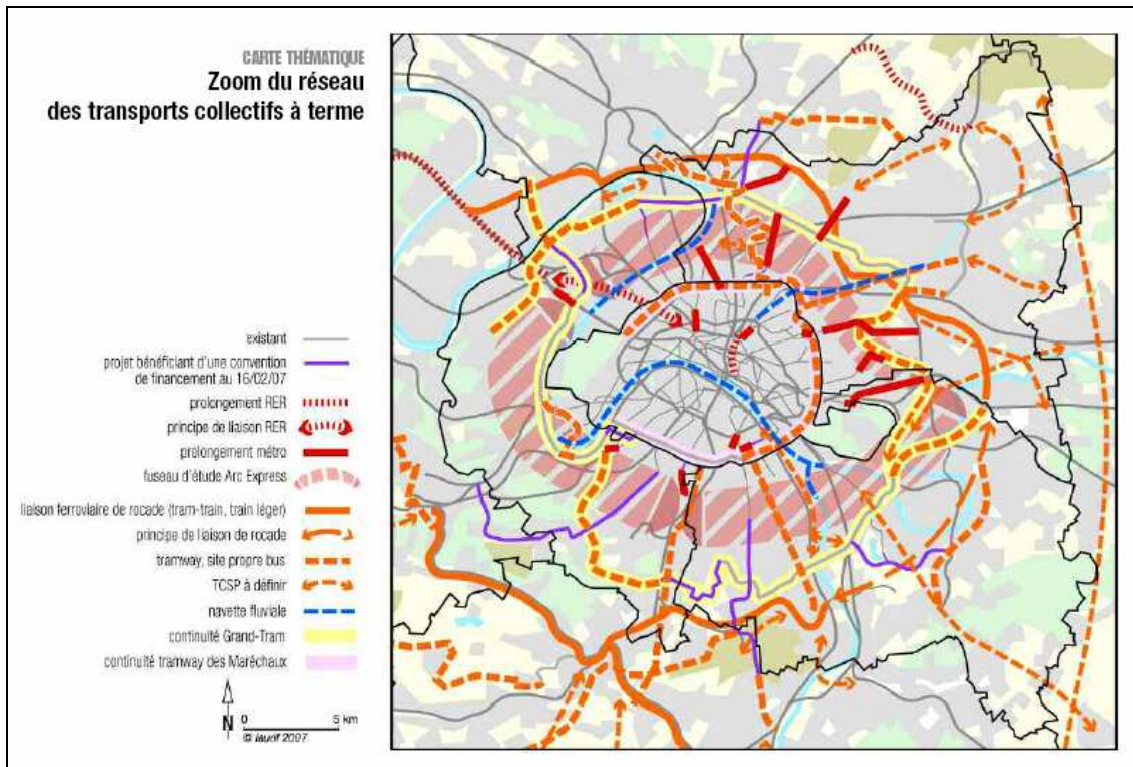 CARTE THÉMATIQUE
Zoom du réseau
des transports collectifs à terme
existant
projet bénéficiant d'une convention
de financement au 16/02/07
prolongement RER
principe de liaison RER
prolongement métro
fuseau d'étude Arc Express
liaison ferroviaire de rocade (tram-train, train léger)
principe de liaison de rocade
tramway, site propre bus
TCSP à définir
navette fluviale
continuité Grand-Tram
continuité tramway des Maréchaux
N
0 5 km
© iaurif 2007